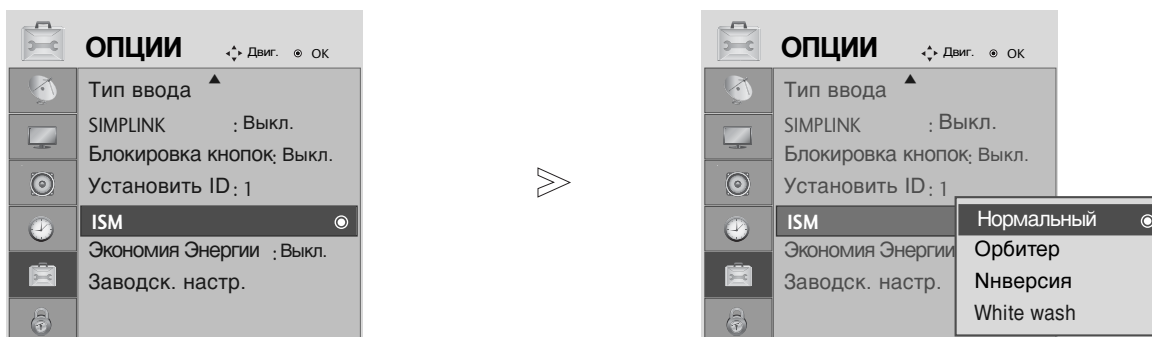 ОПЦИИ Двиг. ОК
Тип ввода
SIMPLINK : Выкл.
Блокировка кнопок: Выкл.
Установить ID : 1
ISM
Экономия Энергии : Выкл.
Заводск. настр.
ОПЦИИ Двиг. ОК
Тип ввода
SIMPLINK : Выкл.
Блокировка кнопок: Выкл.
Установить ID : 1
ISM
Экономия Энергии
Заводск. настр.
Нормальный
Орбитер
Nнверсия
White wash